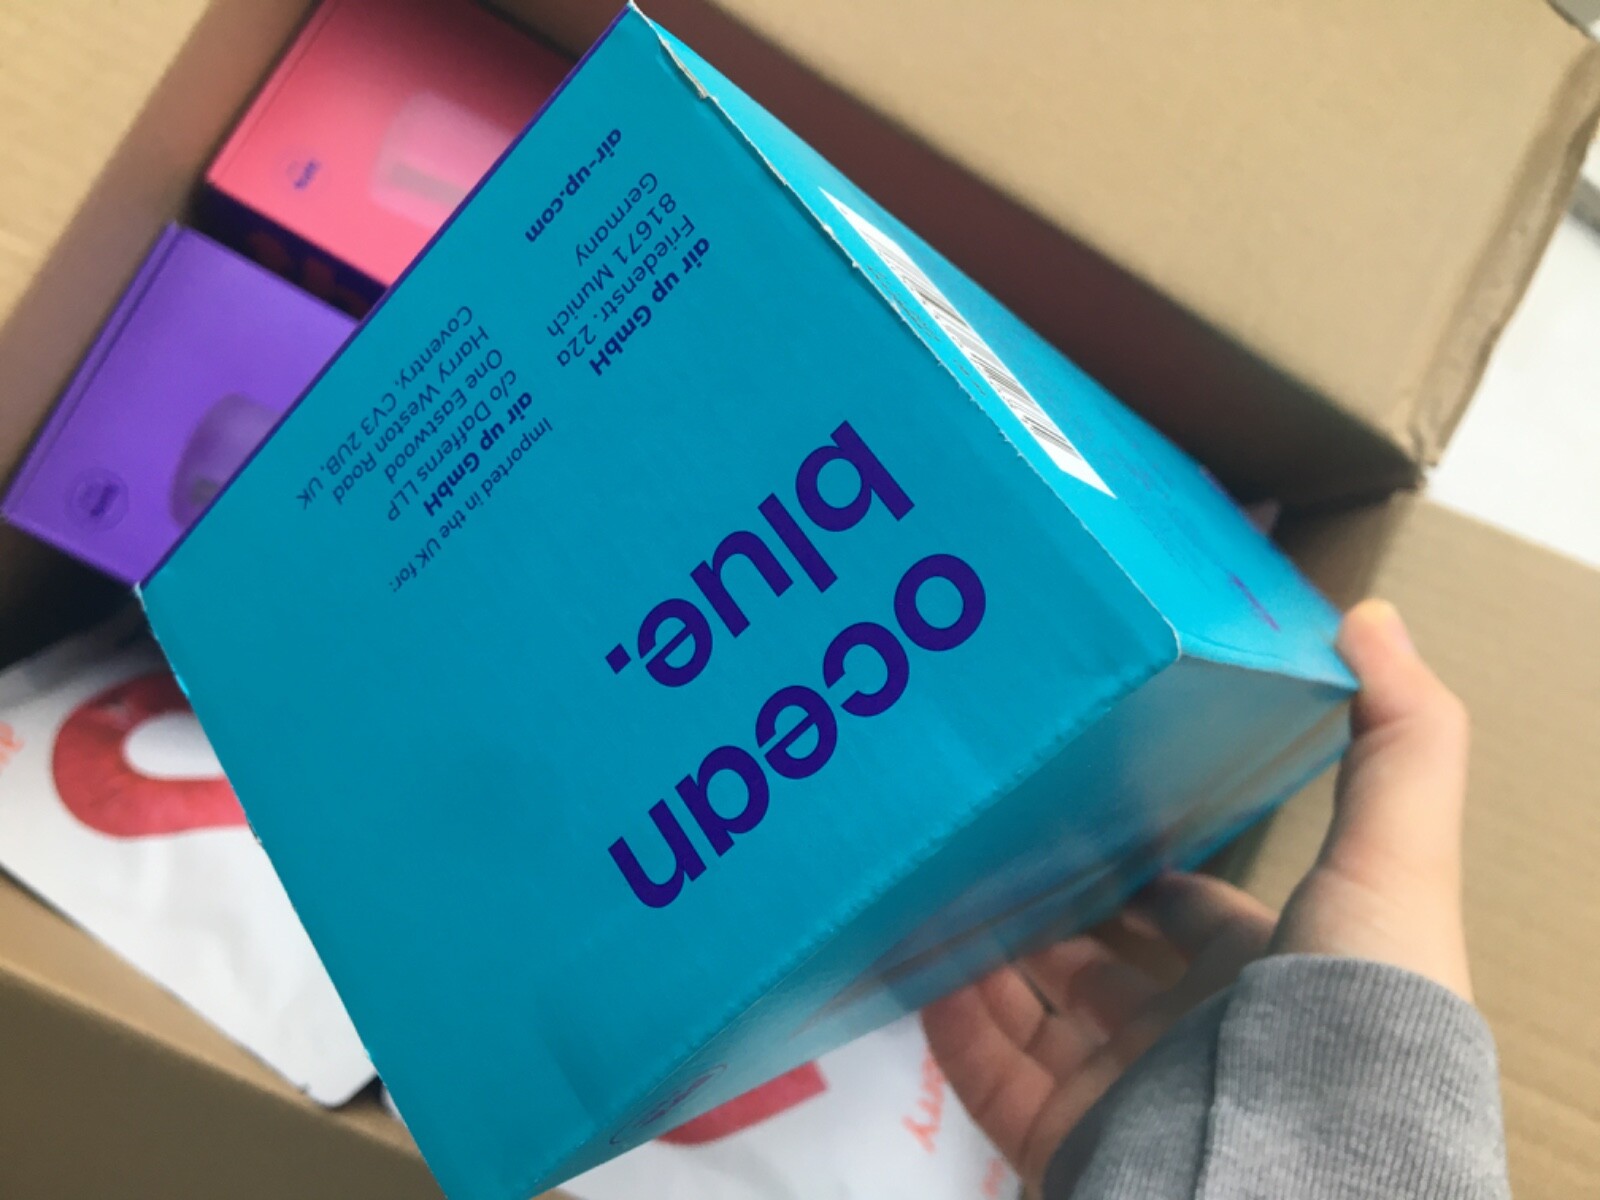 ocean
blue.
air up GmbH
Friedenstr. 22a
81671 Munich
Germany
air-up.com
Imported in the UK for:
air up GmbH
c/o Dafferns LLP
One Eastwood
Harry Weston Road
Coventry, CV3 2UB, UK